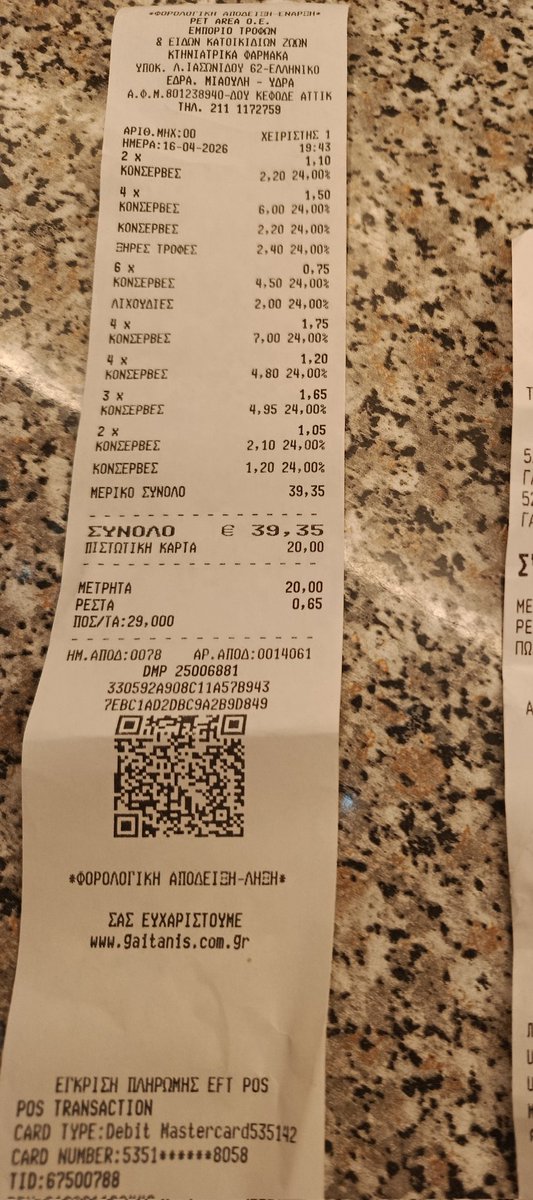 *ΦΟΡΟΛΟΓΙΚΗ ΑΠΟΔΕΙΞΗ-ΕΝΑΡΞΗ*
PET AREA Ο.Ε.
ΕΜΠΟΡΙΟ ΤΡΟΦΩΝ
& ΕΙΔΩΝ ΚΑΤΟΙΚΙΔΙΩΝ ΖΩΩΝ
ΚΤΗΝΙΑΤΡΙΚΑ ΦΑΡΜΑΚΑ
ΥΠΟΚ. Λ.ΙΑΣΩΝΙΔΟΥ 62-ΕΛΛΗΝΙΚΟ
ΕΔΡΑ. ΜΙΑΟΥΛΗ - ΥΔΡΑ
Α.Φ.Μ.801238940-ΔΟΥ ΚΕΦΟΔΕ ΑΤΤΙΚ
ΤΗΛ. 211 1172759
ΑΡΙΘ.ΜΗΧ:00 ΧΕΙΡΙΣΤΗΣ 1
ΗΜΕΡΑ:16-04-2026 19:43
2 x 1,10
ΚΟΝΣΕΡΒΕΣ 2,20 24,00%
4 x 1,50
ΚΟΝΣΕΡΒΕΣ 6,00 24,00%
ΚΟΝΣΕΡΒΕΣ 2,20 24,00%
ΞΗΡΕΣ ΤΡΟΦΕΣ 2,40 24,00%
6 x 0,75
ΚΟΝΣΕΡΒΕΣ 4,50 24,00%
ΛΙΧΟΥΔΙΕΣ 2,00 24,00%
4 x 1,75
ΚΟΝΣΕΡΒΕΣ 7,00 24,00%
4 x 1,20
ΚΟΝΣΕΡΒΕΣ 4,80 24,00%
3 x 1,65
ΚΟΝΣΕΡΒΕΣ 4,95 24,00%
2 x 1,05
ΚΟΝΣΕΡΒΕΣ 2,10 24,00%
ΚΟΝΣΕΡΒΕΣ 1,20 24,00%
ΜΕΡΙΚΟ ΣΥΝΟΛΟ 39,35
ΣΥΝΟΛΟ € 39,35
ΠΙΣΤΩΤΙΚΗ ΚΑΡΤΑ 20,00
ΜΕΤΡΗΤΑ 20,00
ΡΕΣΤΑ 0,65
ΠΟΣ/ΤΑ:29,000
ΗΜ.ΑΠΟΔ:0078 ΑΡ.ΑΠΟΔ:0014061
DMP 25006881
330592A908C11A57B943
7EBC1AD2DBC9A2B9D849
*ΦΟΡΟΛΟΓΙΚΗ ΑΠΟΔΕΙΞΗ-ΛΗΞΗ*
ΣΑΣ ΕΥΧΑΡΙΣΤΟΥΜΕ
www.gaitanis.com.gr
ΕΓΚΡΙΣΗ ΠΛΗΡΩΜΗΣ EFT POS
POS TRANSACTION
CARD TYPE:Debit Mastercard535142
CARD NUMBER:5351******8058
TID:67500788